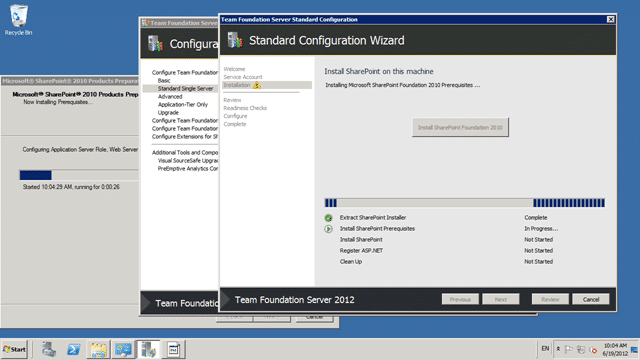 Recycle Bin
Microsoft® SharePoint® 2010 Products Prepa
Microsoft® SharePoint® 2010 Products Prep
Now Installing Prerequisites...
Configuring Application Server Role, Web Server
Started 10:04:29 AM, running for 0:00:26
Team Foundation Server
Configura
Configure Team Foundation
Basic
Standard Single Server
Advanced
Application-Tier Only
Upgrade
Configure Team Foundation
Configure Team Foundation
Configure Extensions for Sh
Additional Tools and Compo
Visual SourceSafe Upgra
PreEmptive Analytics Con
Team Foundatio
Cancel
Team Foundation Server Standard Configuration
Standard Configuration Wizard
Welcome
Service Account
Installation
Review
Readiness Checks
Configure
Complete
Install SharePoint on this machine
Installing Microsoft SharePoint Foundation 2010 Prerequisites ...
Install SharePoint Foundation 2010
Extract SharePoint Installer Complete
Install SharePoint Prerequisites In Progress...
Install SharePoint Not Started
Register ASP.NET Not Started
Clean Up Not Started
Team Foundation Server 2012
Previous Next Review Cancel
Start
EN
10:04 AM
6/19/2012